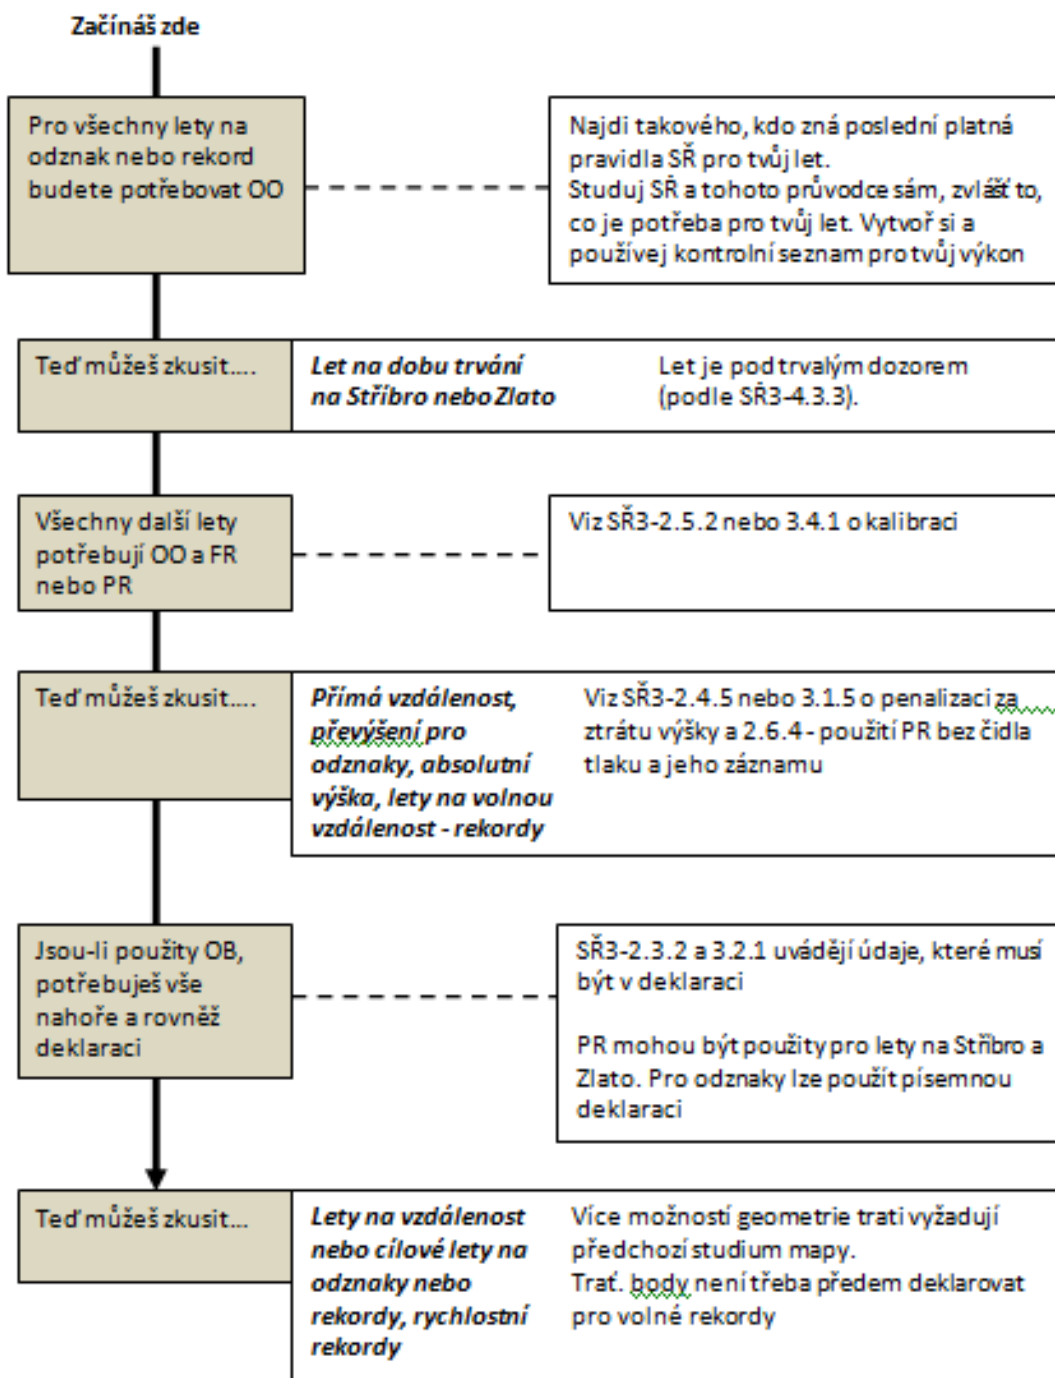 Začínáš zde
Pro všechny lety na
odznak nebo rekord
budete potřebovat OO
Najdi takového, kdo zná poslední platná
pravidla SŘ pro tvůj let.
Studuj SŘ a tohoto průvodce sám, zvlášť to,
co je potřeba pro tvůj let. Vytvoř si a
používej kontrolní seznam pro tvůj výkon
Teď můžeš zkusit....
Let na dobu trvání
na Stříbro nebo Zlato
Let je pod trvalým dozorem
(podle SŘ3-4.3.3).
Všechny další lety
potřebují OO a FR
nebo PR
Viz SŘ3-2.5.2 nebo 3.4.1 o kalibraci
Teď můžeš zkusit....
Přímá vzdálenost,
převýšení pro
odznaky, absolutní
výška, lety na volnou
vzdálenost - rekordy
Viz SŘ3-2.4.5 nebo 3.1.5 o penalizaci za
ztrátu výšky a 2.6.4 - použití PR bez čidla
tlaku a jeho záznamu
Jsou-li použity OB,
potřebuješ vše
nahoře a rovněž
deklaraci
SŘ3-2.3.2 a 3.2.1 uvádějí údaje, které musí
být v deklaraci
PR mohou být použity pro lety na Stříbro a
Zlato. Pro odznaky lze použít písemnou
deklaraci
Teď můžeš zkusit...
Lety na vzdálenost
nebo cílové lety na
odznaky nebo
rekordy, rychlostní
rekordy
Více možností geometrie trati vyžadují
předchozí studium mapy.
Trať. body není třeba předem deklarovat
pro volné rekordy